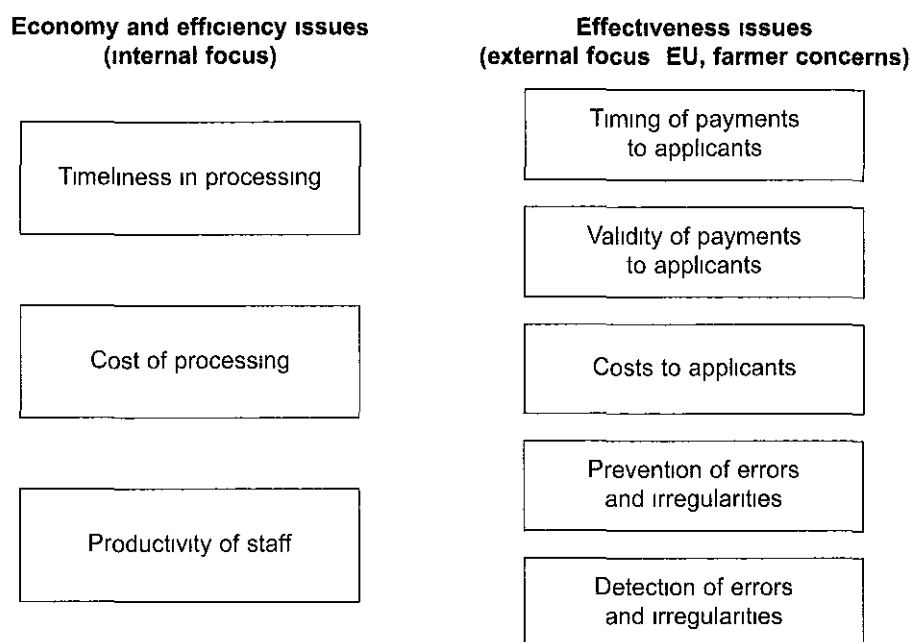 Economy and efficiency issues
(internal focus)
Timeliness in processing
Cost of processing
Productivity of staff
Effectiveness issues
(external focus EU, farmer concerns)
Timing of payments
to applicants
Validity of payments
to applicants
Costs to applicants
Prevention of errors
and irregularities
Detection of errors
and irregularities